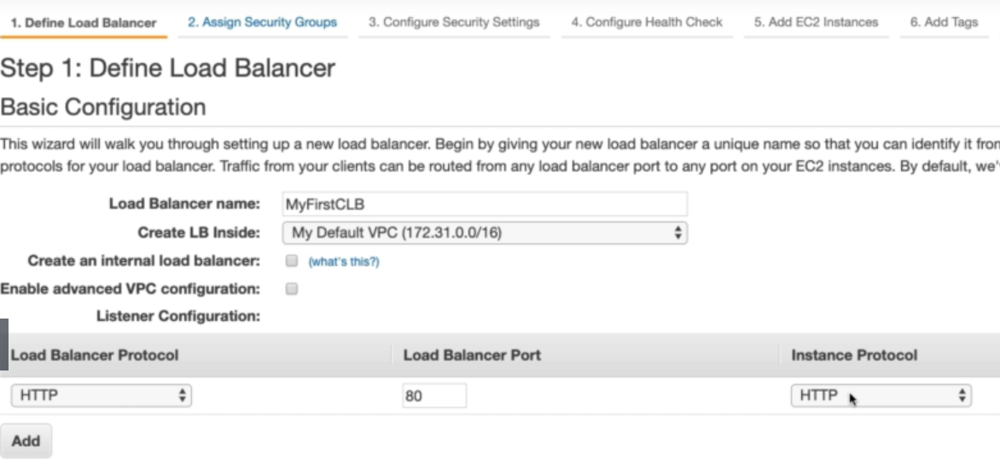 1. Define Load Balancer 2. Assign Security Groups 3. Configure Security Settings 4. Configure Health Check 5. Add EC2 Instances 6. Add Tags
Step 1: Define Load Balancer
Basic Configuration
This wizard will walk you through setting up a new load balancer. Begin by giving your new load balancer a unique name so that you can identify it from
protocols for your load balancer. Traffic from your clients can be routed from any load balancer port to any port on your EC2 instances. By default, we'
Load Balancer name: MyFirstCLB
Create LB Inside: My Default VPC (172.31.0.0/16)
Create an internal load balancer: (what's this?)
Enable advanced VPC configuration:
Listener Configuration:
Load Balancer Protocol Load Balancer Port Instance Protocol
HTTP 80 HTTP
Add